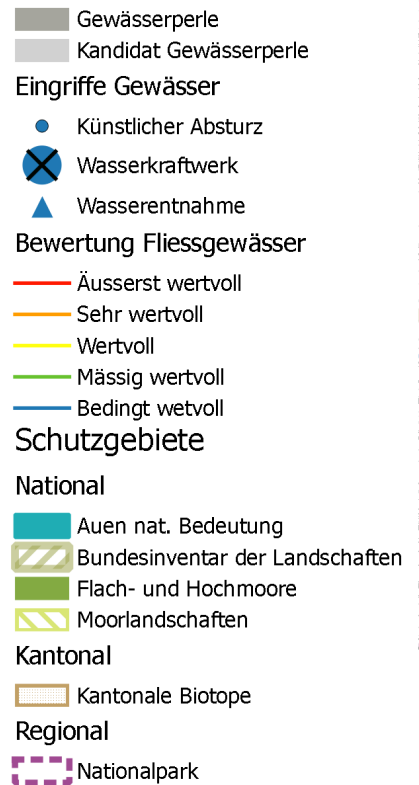 Gewässerperle
Kandidat Gewässerperle
Eingriffe Gewässer
Künstlicher Absturz
Wasserkraftwerk
Wasserentnahme
Bewertung Fliessgewässer
Äusserst wertvoll
Sehr wertvoll
Wertvoll
Mässig wertvoll
Bedingt wetvoll
Schutzgebiete
National
Auen nat. Bedeutung
Bundesinventar der Landschaften
Flach- und Hochmoore
Moorlandschaften
Kantonal
Kantonale Biotope
Regional
Nationalpark